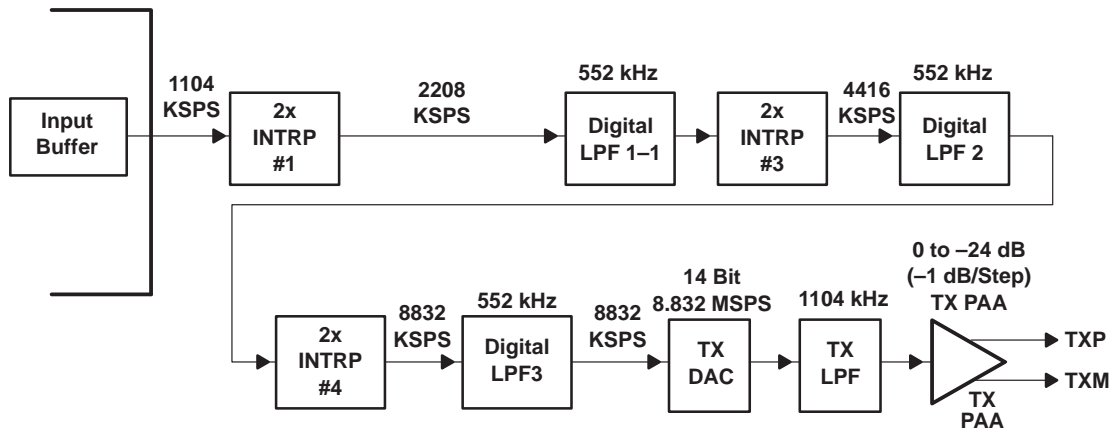 Input
Buffer
1104
KSPS
2x
INTRP
#1
2208
KSPS
552 kHz
Digital
LPF 1–1
2x
INTRP
#3
4416
KSPS
552 kHz
Digital
LPF 2
2x
INTRP
#4
8832
KSPS
552 kHz
Digital
LPF3
8832
KSPS
14 Bit
8.832 MSPS
TX
DAC
1104 kHz
TX
LPF
0 to –24 dB
(–1 dB/Step)
TX PAA
TX
PAA
TXP
TXM